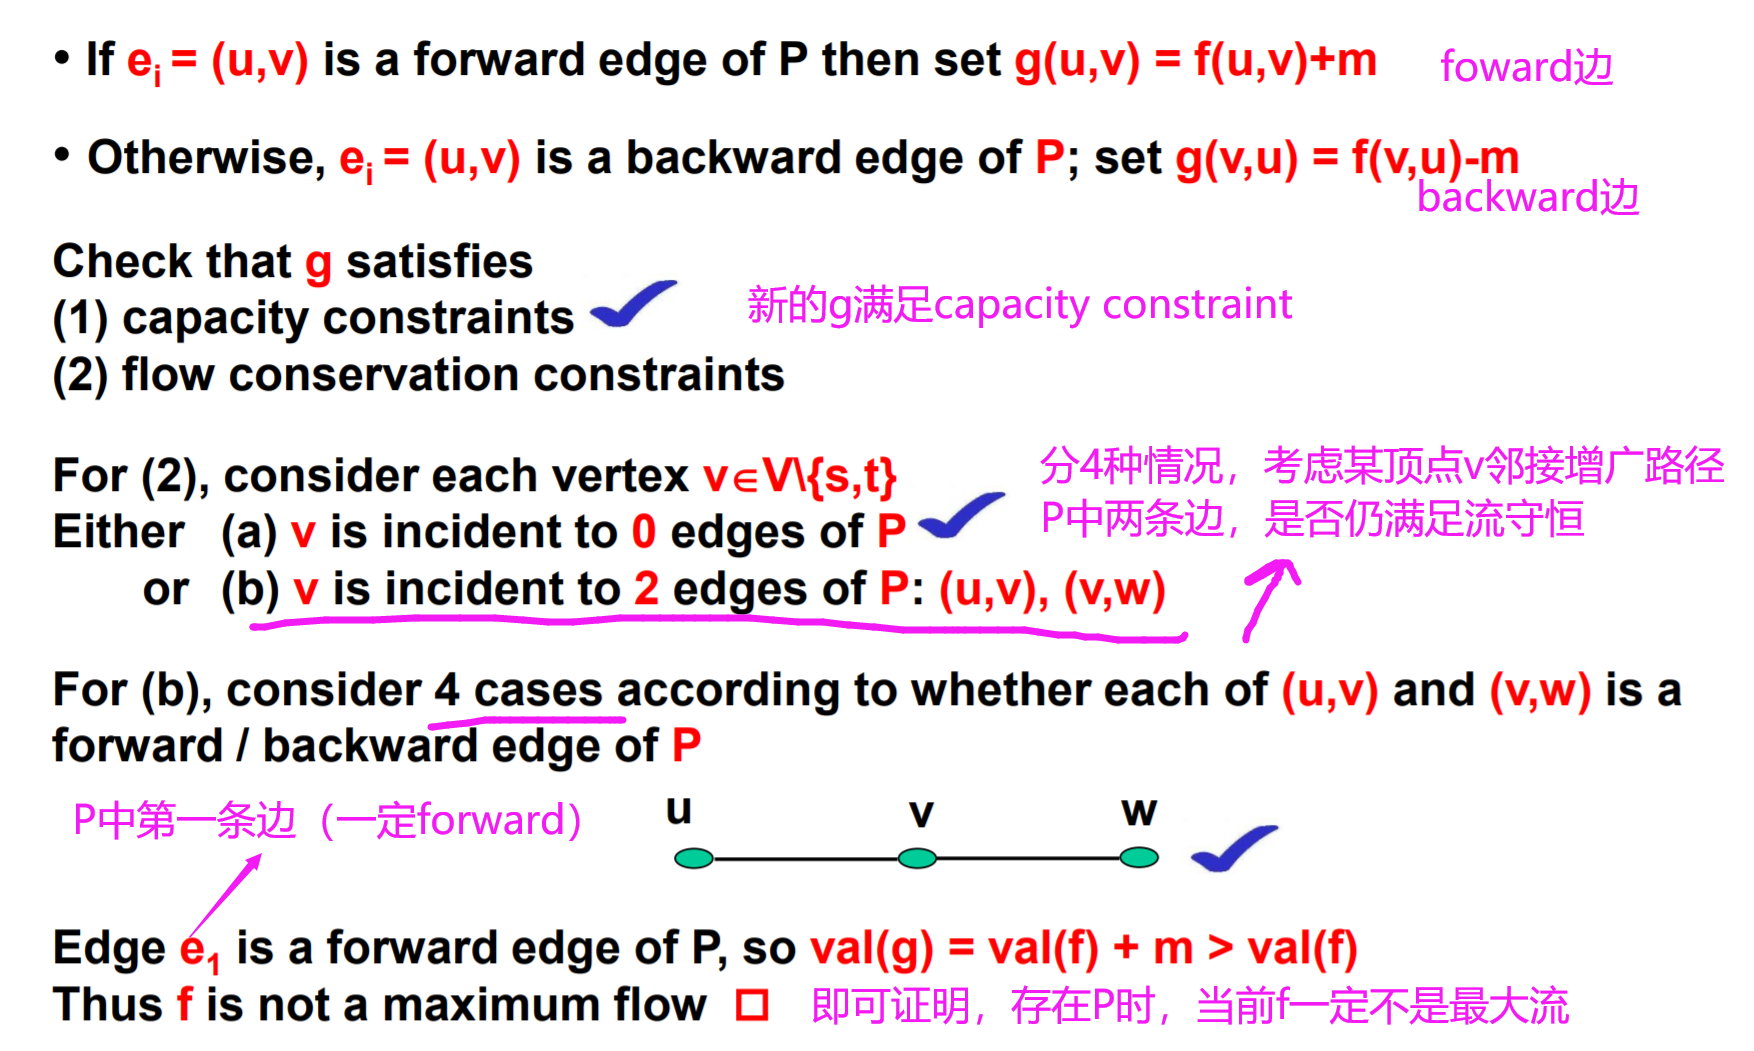 • If eᵢ = (u,v) is a forward edge of P then set g(u,v) = f(u,v)+m
foward边
• Otherwise, eᵢ = (u,v) is a backward edge of P; set g(v,u) = f(v,u)-m
backward边
Check that g satisfies
(1) capacity constraints
新的g满足capacity constraint
(2) flow conservation constraints
For (2), consider each vertex v∈V\{s,t}
分4种情况，考虑某顶点v邻接增广路径
Either (a) v is incident to 0 edges of P
P中两条边，是否仍满足流守恒
or (b) v is incident to 2 edges of P: (u,v), (v,w)
For (b), consider 4 cases according to whether each of (u,v) and (v,w) is a
forward / backward edge of P
P中第一条边（一定forward）
u v w
Edge e₁ is a forward edge of P, so val(g) = val(f) + m > val(f)
Thus f is not a maximum flow □
即可证明，存在P时，当前f一定不是最大流